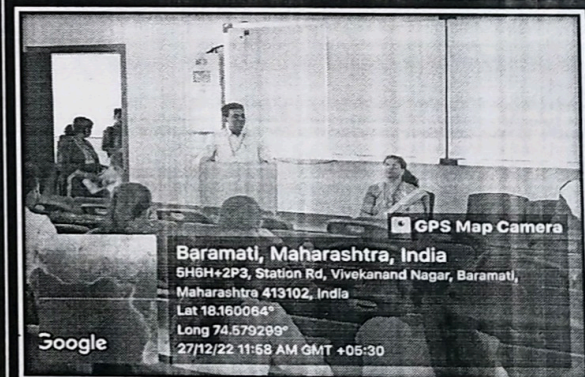 GPS Map Camera
Baramati, Maharashtra, India
5H6H+2P3, Station Rd, Vivekanand Nagar, Baramati,
Maharashtra 413102, India
Lat 18.160064°
Long 74.579299°
27/12/22 11:58 AM GMT +05:30
Google